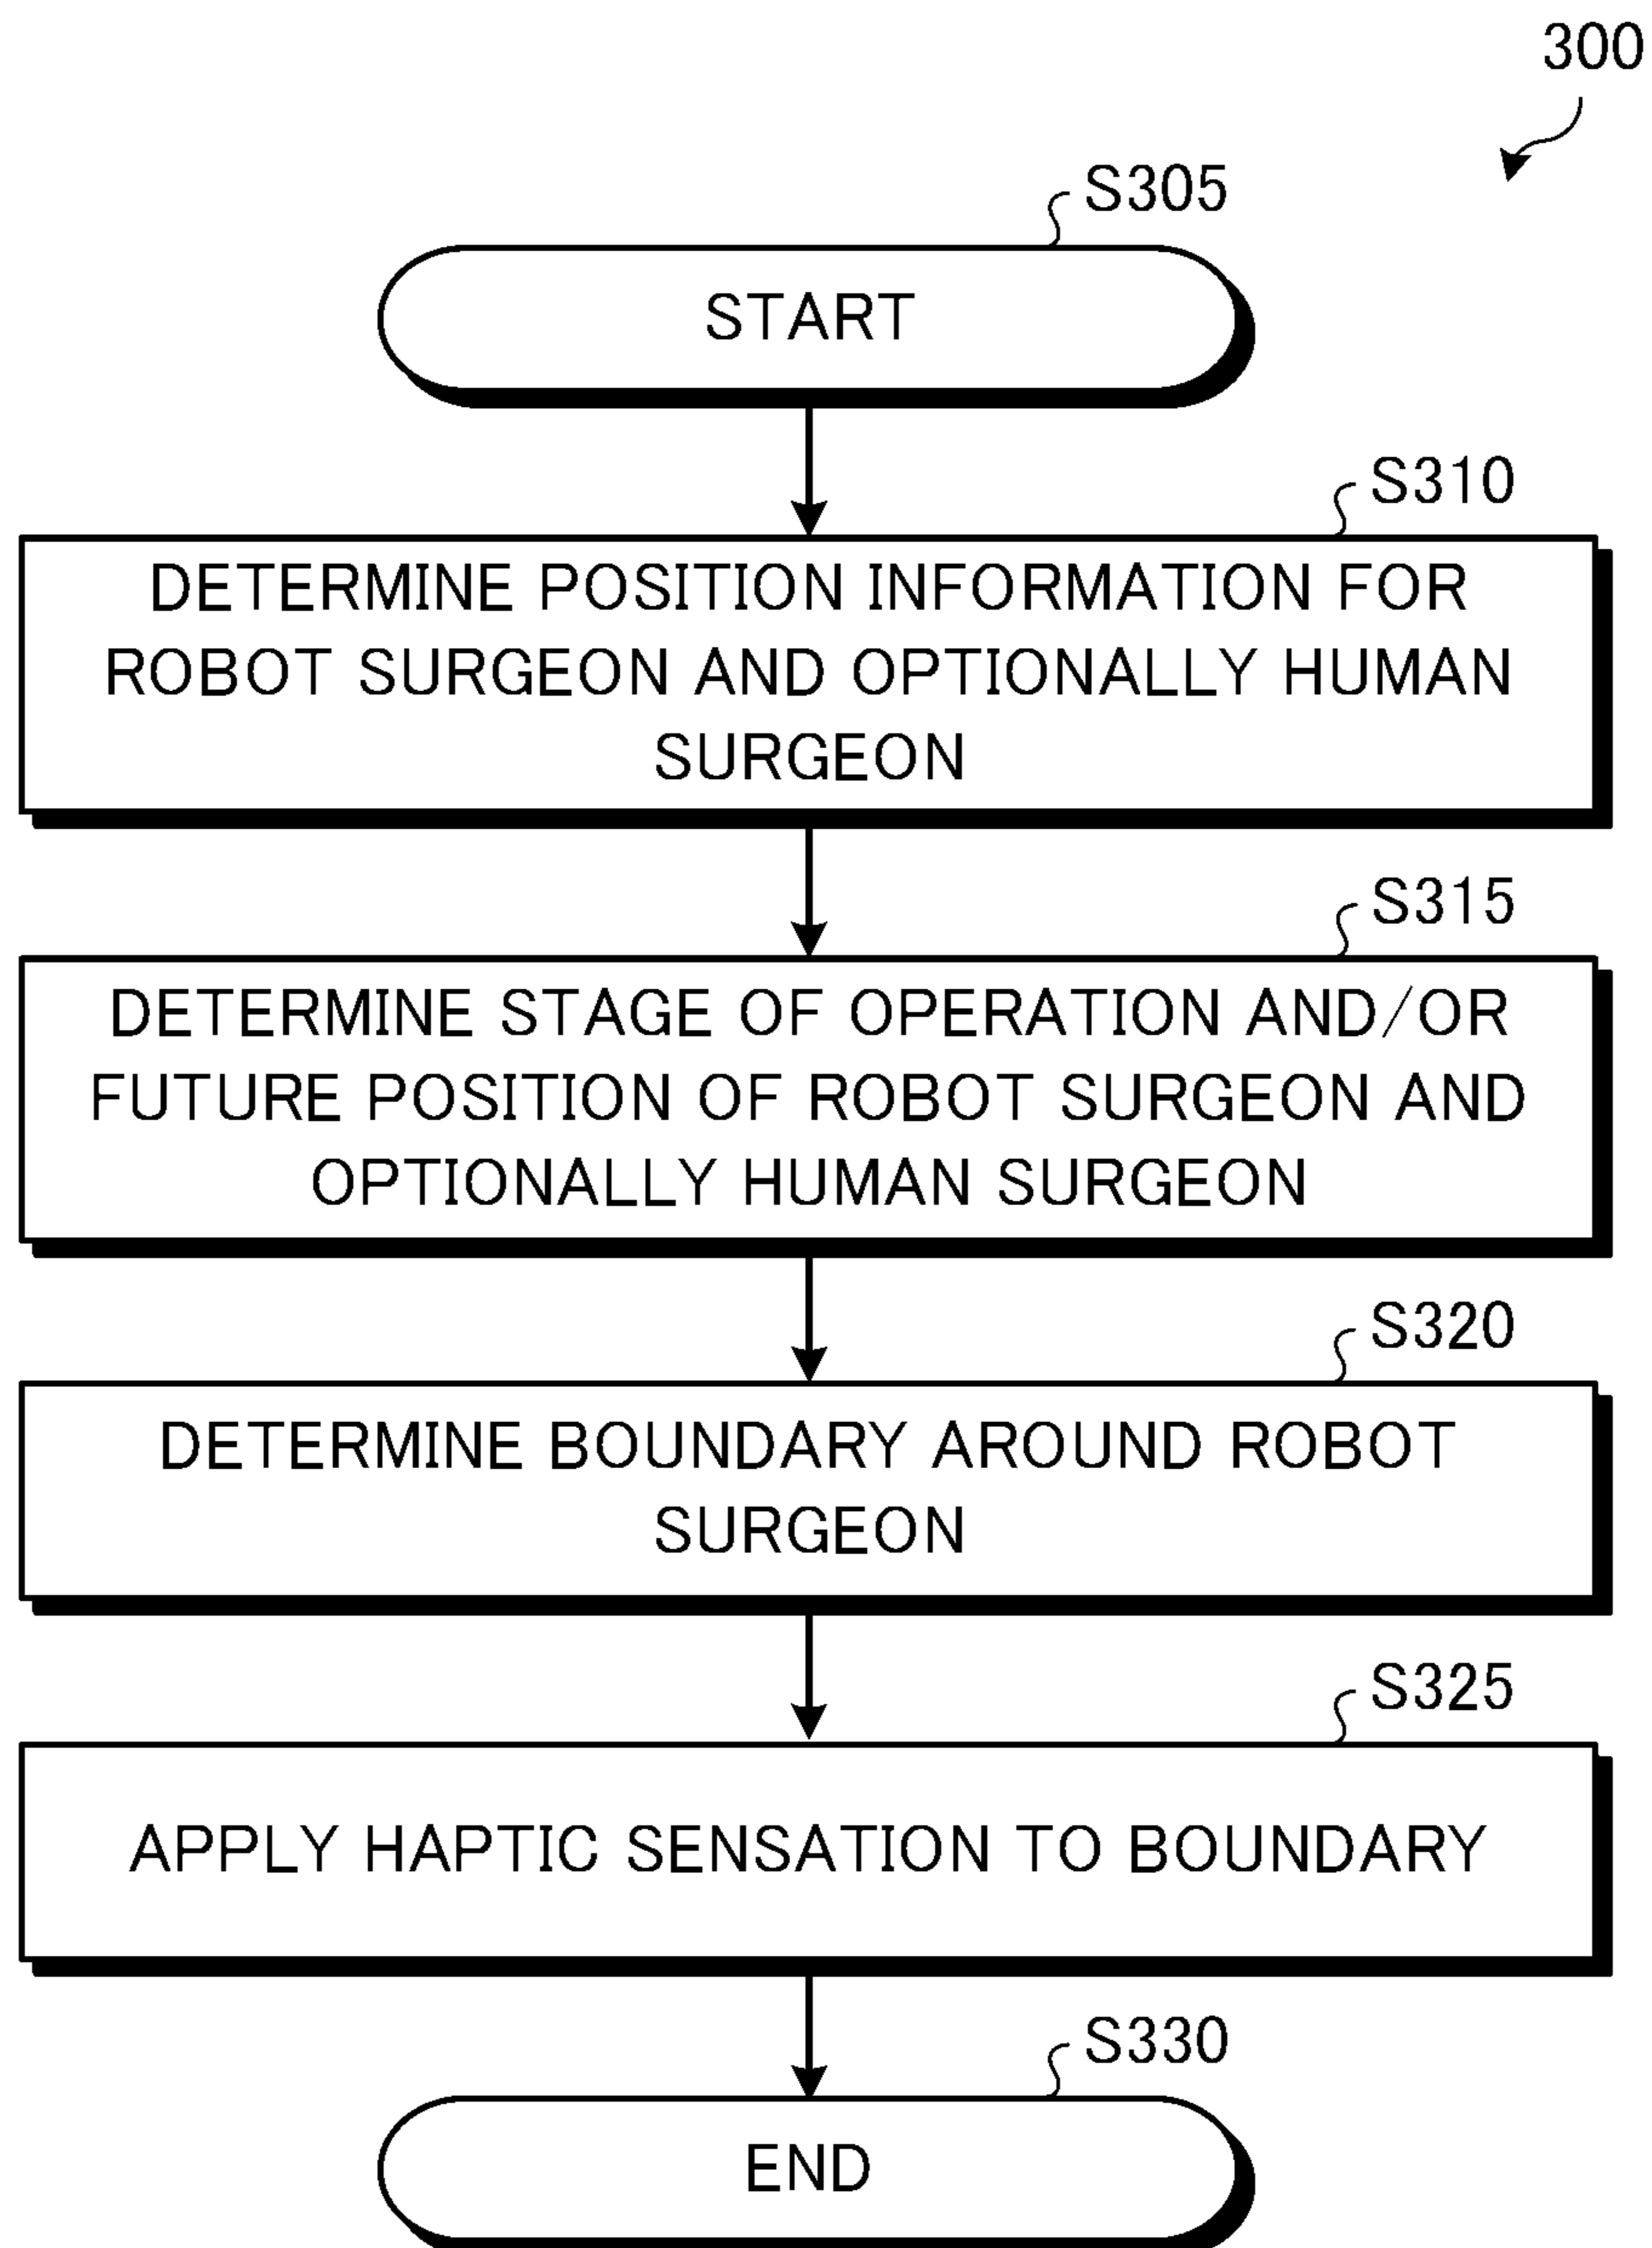 300
S305
START
S310
DETERMINE POSITION INFORMATION FOR
ROBOT SURGEON AND OPTIONALLY HUMAN
SURGEON
S315
DETERMINE STAGE OF OPERATION AND/OR
FUTURE POSITION OF ROBOT SURGEON AND
OPTIONALLY HUMAN SURGEON
S320
DETERMINE BOUNDARY AROUND ROBOT
SURGEON
S325
APPLY HAPTIC SENSATION TO BOUNDARY
S330
END